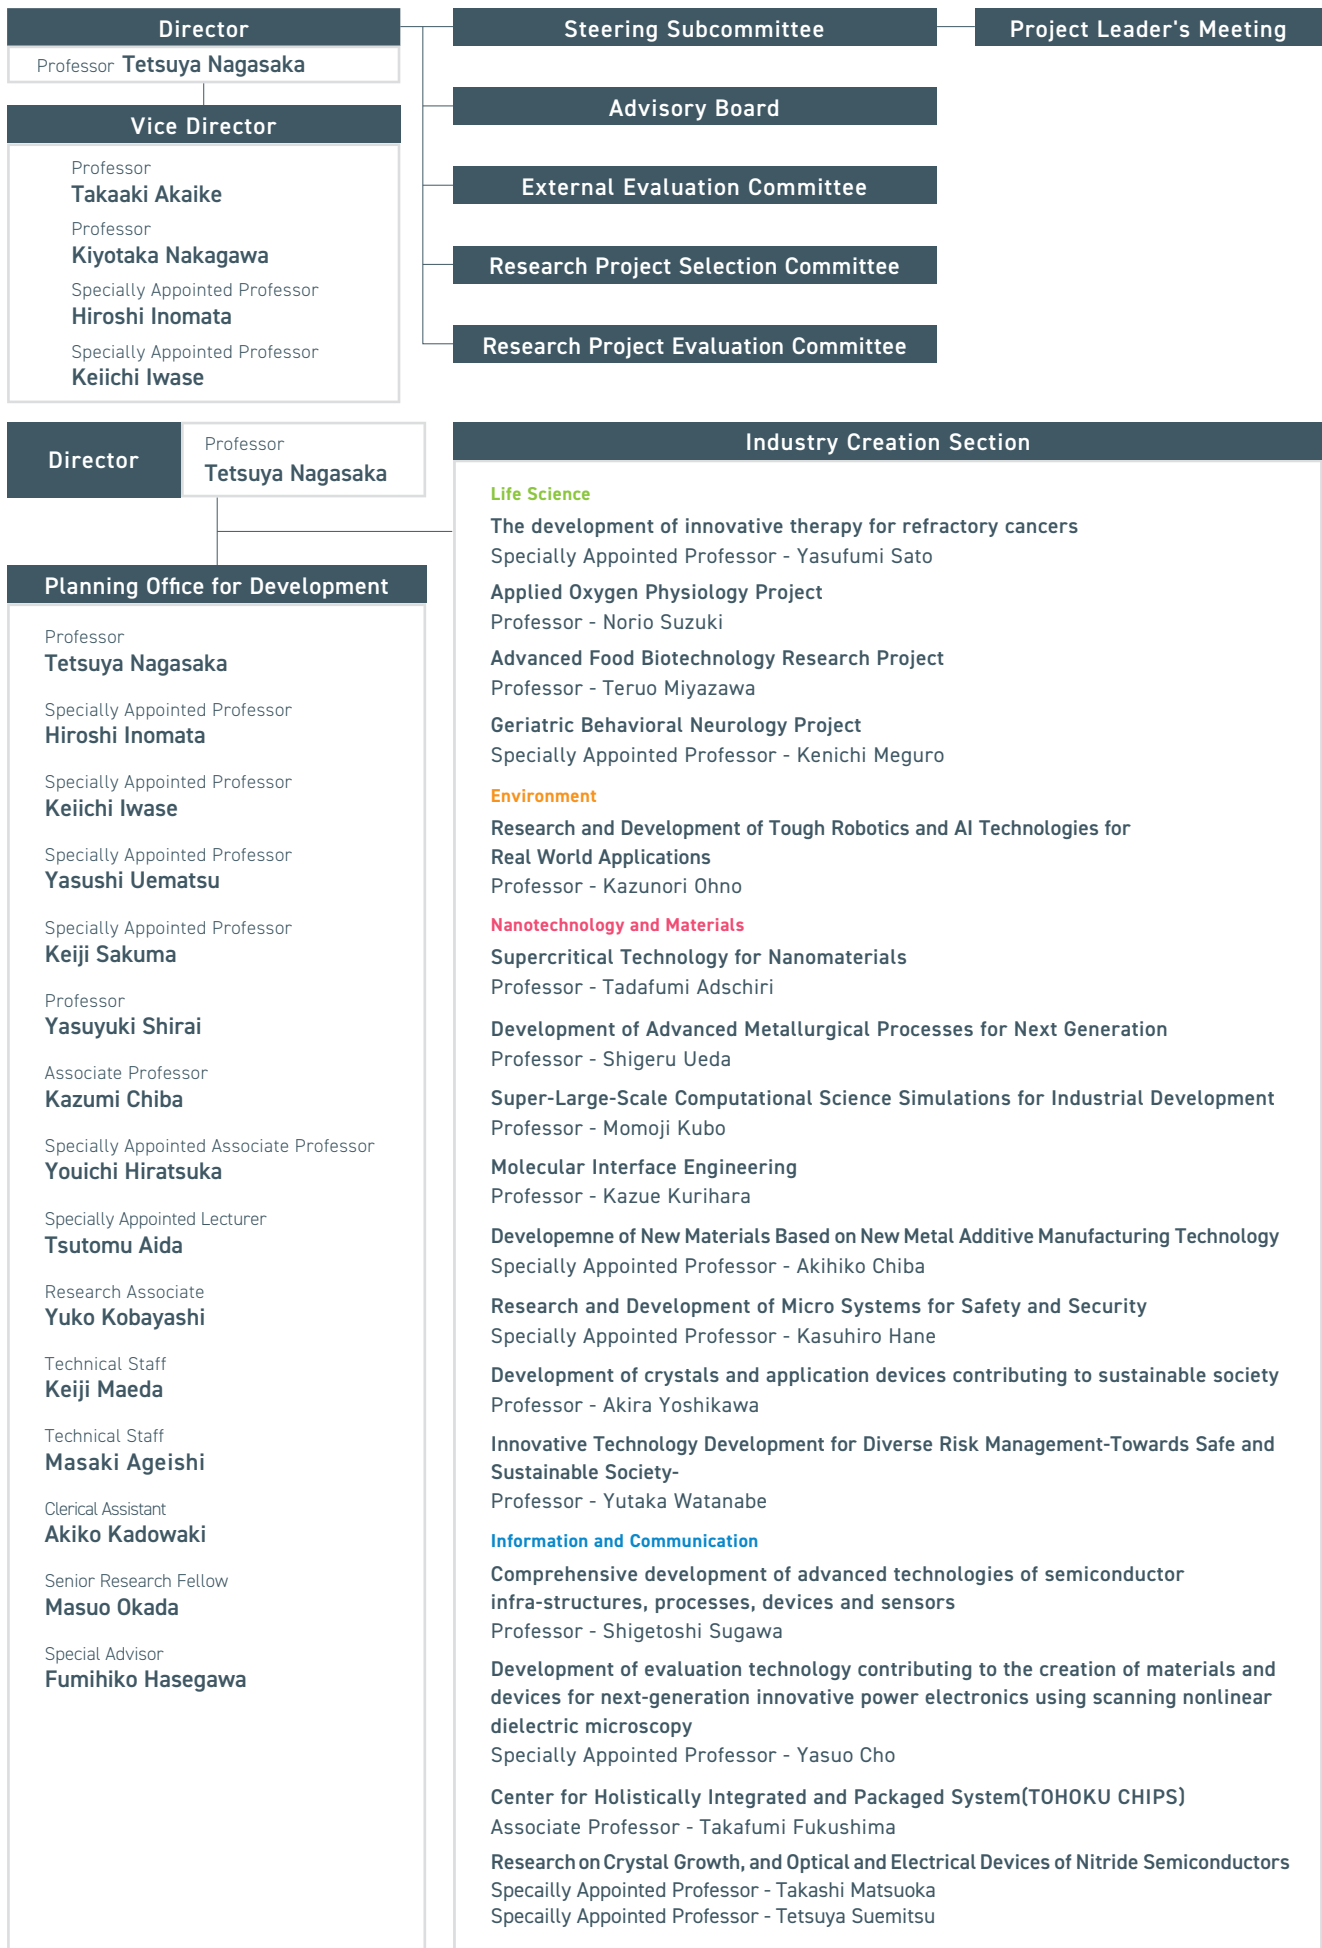 Director
Professor Tetsuya Nagasaka
Vice Director
Professor
Takaaki Akaike
Professor
Kiyotaka Nakagawa
Specially Appointed Professor
Hiroshi Inomata
Specially Appointed Professor
Keiichi Iwase
Steering Subcommittee
Project Leader's Meeting
Advisory Board
External Evaluation Committee
Research Project Selection Committee
Research Project Evaluation Committee
Director
Professor
Tetsuya Nagasaka
Planning Office for Development
Professor
Tetsuya Nagasaka
Specially Appointed Professor
Hiroshi Inomata
Specially Appointed Professor
Keiichi Iwase
Specially Appointed Professor
Yasushi Uematsu
Specially Appointed Professor
Keiji Sakuma
Professor
Yasuyuki Shirai
Associate Professor
Kazumi Chiba
Specially Appointed Associate Professor
Youichi Hiratsuka
Specially Appointed Lecturer
Tsutomu Aida
Research Associate
Yuko Kobayashi
Technical Staff
Keiji Maeda
Technical Staff
Masaki Ageishi
Clerical Assistant
Akiko Kadowaki
Senior Research Fellow
Masuo Okada
Special Advisor
Fumihiko Hasegawa
Industry Creation Section
Life Science
The development of innovative therapy for refractory cancers
Specially Appointed Professor - Yasufumi Sato
Applied Oxygen Physiology Project
Professor - Norio Suzuki
Advanced Food Biotechnology Research Project
Professor - Teruo Miyazawa
Geriatric Behavioral Neurology Project
Specially Appointed Professor - Kenichi Meguro
Environment
Research and Development of Tough Robotics and AI Technologies for
Real World Applications
Professor - Kazunori Ohno
Nanotechnology and Materials
Supercritical Technology for Nanomaterials
Professor - Tadafumi Adschiri
Development of Advanced Metallurgical Processes for Next Generation
Professor - Shigeru Ueda
Super-Large-Scale Computational Science Simulations for Industrial Development
Professor - Momoji Kubo
Molecular Interface Engineering
Professor - Kazue Kurihara
Developemne of New Materials Based on New Metal Additive Manufacturing Technology
Specially Appointed Professor - Akihiko Chiba
Research and Development of Micro Systems for Safety and Security
Specially Appointed Professor - Kasuhiro Hane
Development of crystals and application devices contributing to sustainable society
Professor - Akira Yoshikawa
Innovative Technology Development for Diverse Risk Management-Towards Safe and
Sustainable Society-
Professor - Yutaka Watanabe
Information and Communication
Comprehensive development of advanced technologies of semiconductor
infra-structures, processes, devices and sensors
Professor - Shigetoshi Sugawa
Development of evaluation technology contributing to the creation of materials and
devices for next-generation innovative power electronics using scanning nonlinear
dielectric microscopy
Specially Appointed Professor - Yasuo Cho
Center for Holistically Integrated and Packaged System(TOHOKU CHIPS)
Associate Professor - Takafumi Fukushima
Research on Crystal Growth, and Optical and Electrical Devices of Nitride Semiconductors
Specailly Appointed Professor - Takashi Matsuoka
Specailly Appointed Professor - Tetsuya Suemitsu